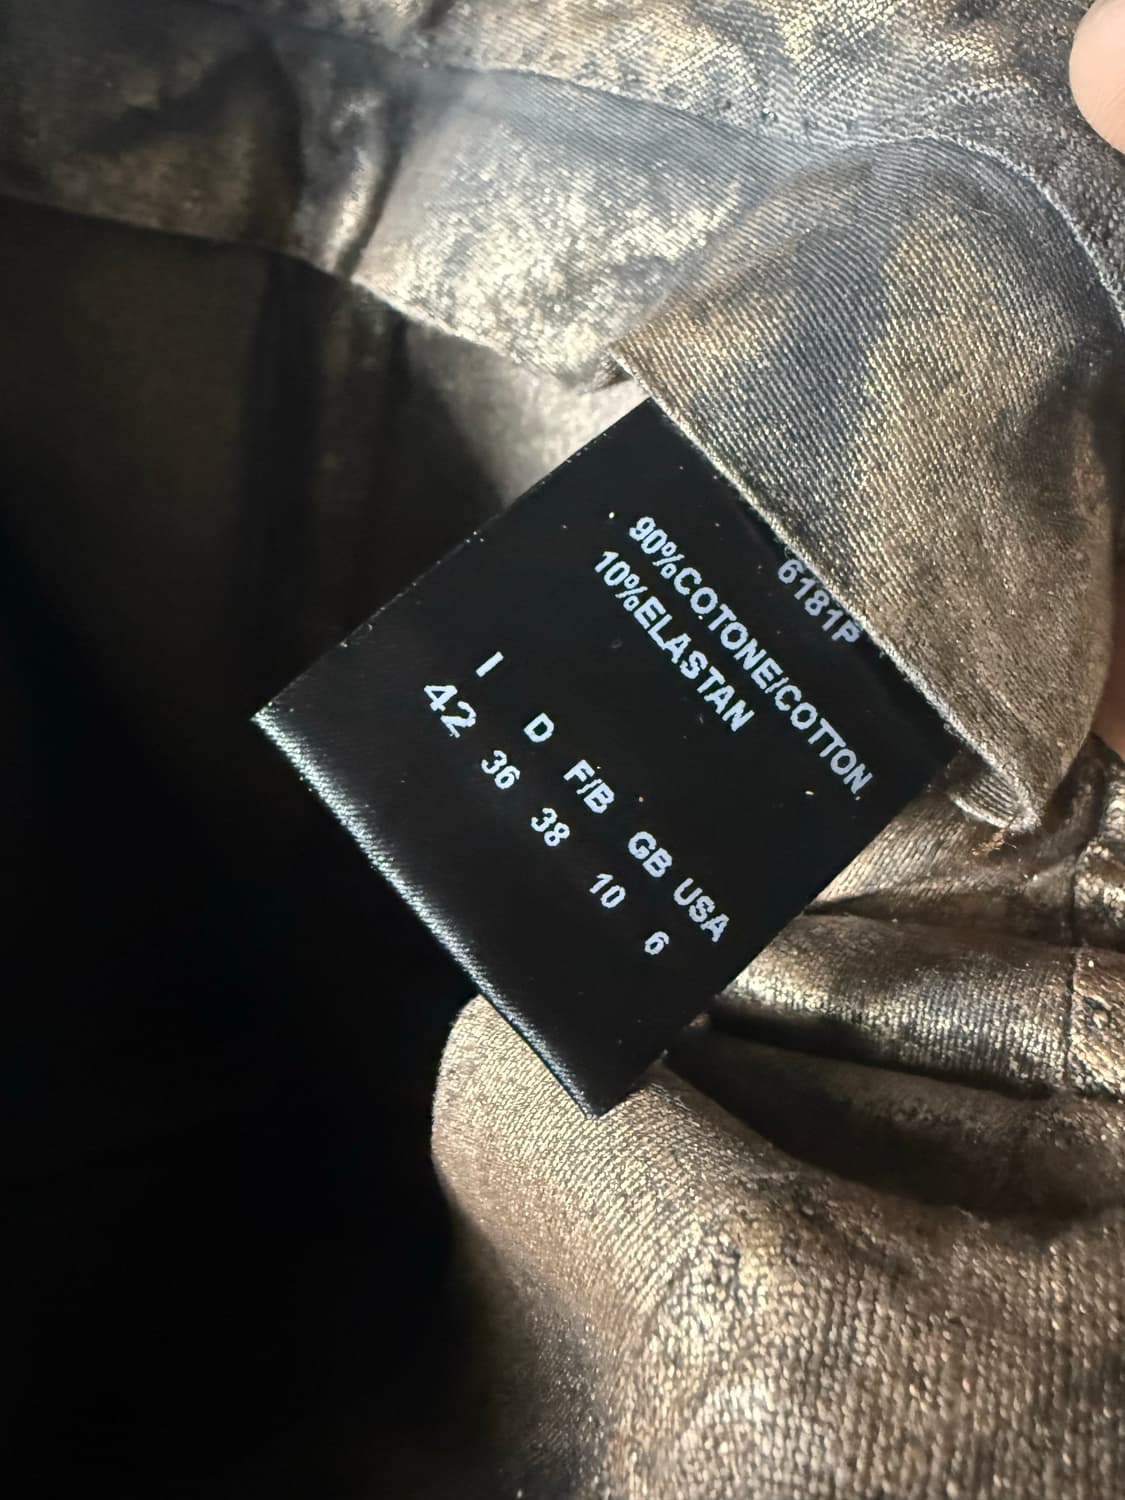 6181P
90%COTONE/COTTON
10%ELASTAN
I D F/B GB USA
42 36 38 10 6